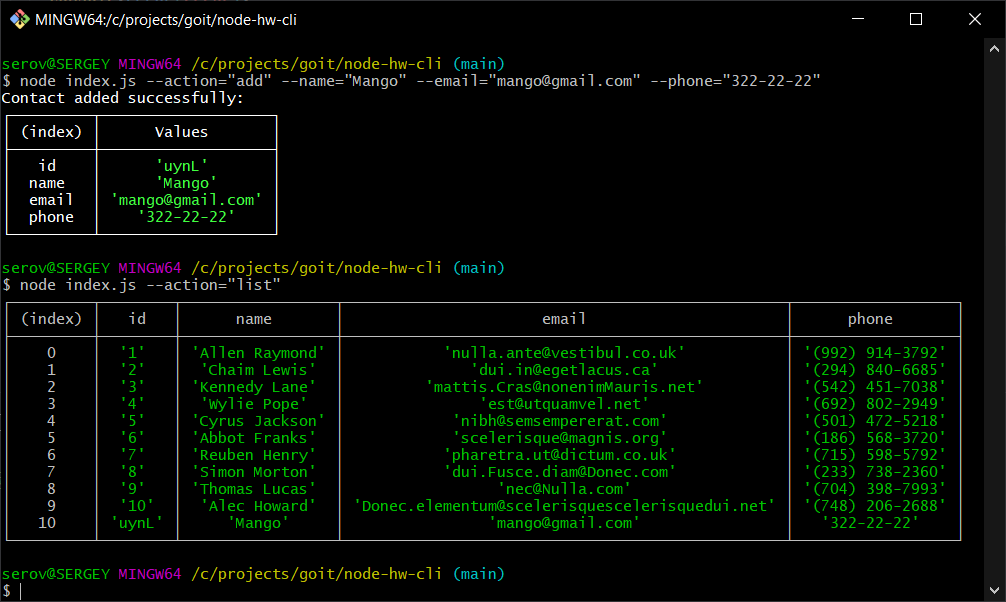 MINGW64:/c/projects/goit/node-hw-cli
serov@SERGEY MINGW64 /c/projects/goit/node-hw-cli (main)
$ node index.js --action="add" --name="Mango" --email="mango@gmail.com" --phone="322-22-22"
Contact added successfully:
(index) Values
id 'uynL'
name 'Mango'
email 'mango@gmail.com'
phone '322-22-22'
serov@SERGEY MINGW64 /c/projects/goit/node-hw-cli (main)
$ node index.js --action="list"
(index) id name email phone
0 '1' 'Allen Raymond' 'nulla.ante@vestibul.co.uk' '(992) 914-3792'
1 '2' 'Chaim Lewis' 'dui.in@egetlacus.ca' '(294) 840-6685'
2 '3' 'Kennedy Lane' 'mattis.Cras@nonenimMauris.net' '(542) 451-7038'
3 '4' 'Wylie Pope' 'est@utquamvel.net' '(692) 802-2949'
4 '5' 'Cyrus Jackson' 'nibh@semsempererat.com' '(501) 472-5218'
5 '6' 'Abbot Franks' 'scelerisque@magnis.org' '(186) 568-3720'
6 '7' 'Reuben Henry' 'pharetra.ut@dictum.co.uk' '(715) 598-5792'
7 '8' 'Simon Morton' 'dui.Fusce.diam@Donec.com' '(233) 738-2360'
8 '9' 'Thomas Lucas' 'nec@Nulla.com' '(704) 398-7993'
9 '10' 'Alec Howard' 'Donec.elementum@scelerisquescelerisquedui.net' '(748) 206-2688'
10 'uynL' 'Mango' 'mango@gmail.com' '322-22-22'
serov@SERGEY MINGW64 /c/projects/goit/node-hw-cli (main)
$